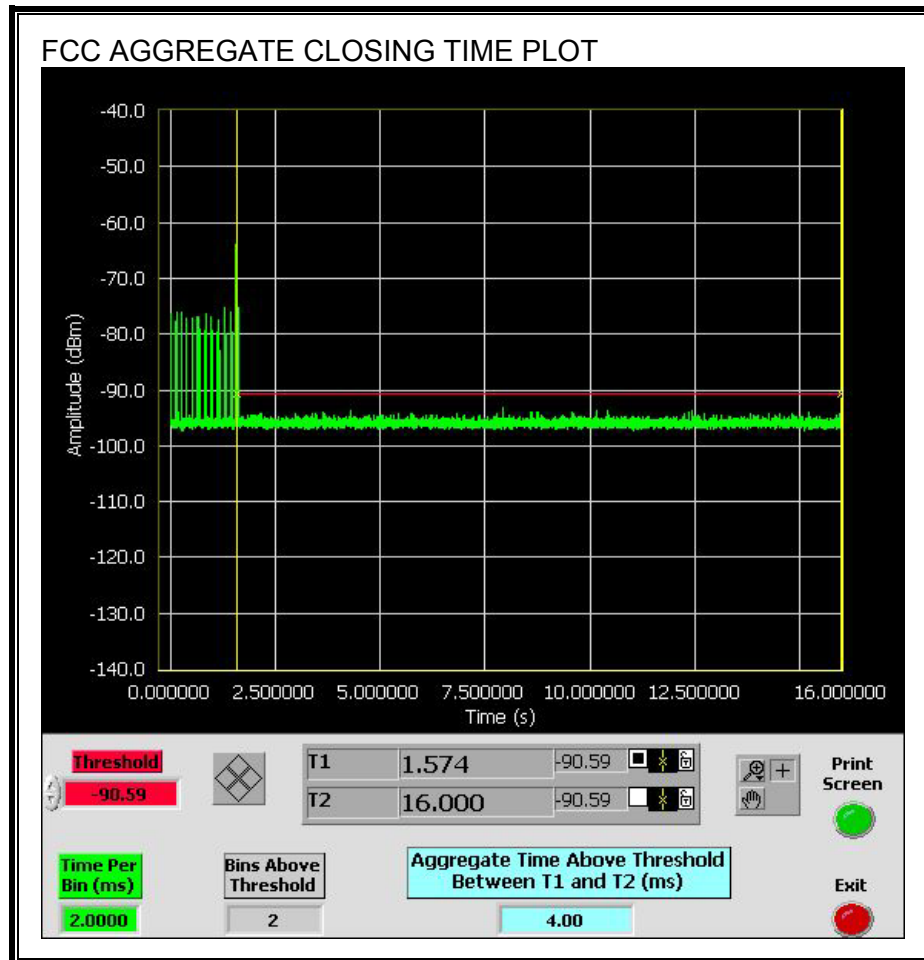 FCC AGGREGATE CLOSING TIME PLOT
-40.0
-50.0
-60.0
-70.0
-80.0
-90.0
-100.0
-110.0
-120.0
-130.0
-140.0
Amplitude (dBm)
0.000000 2.500000 5.000000 7.500000 10.000000 12.500000 16.000000
Time (s)
Threshold
-90.59
T1 1.574 -90.59
T2 16.000 -90.59
Print
Screen
Time Per
Bin (ms)
2.0000
Bins Above
Threshold
2
Aggregate Time Above Threshold
Between T1 and T2 (ms)
4.00
Exit